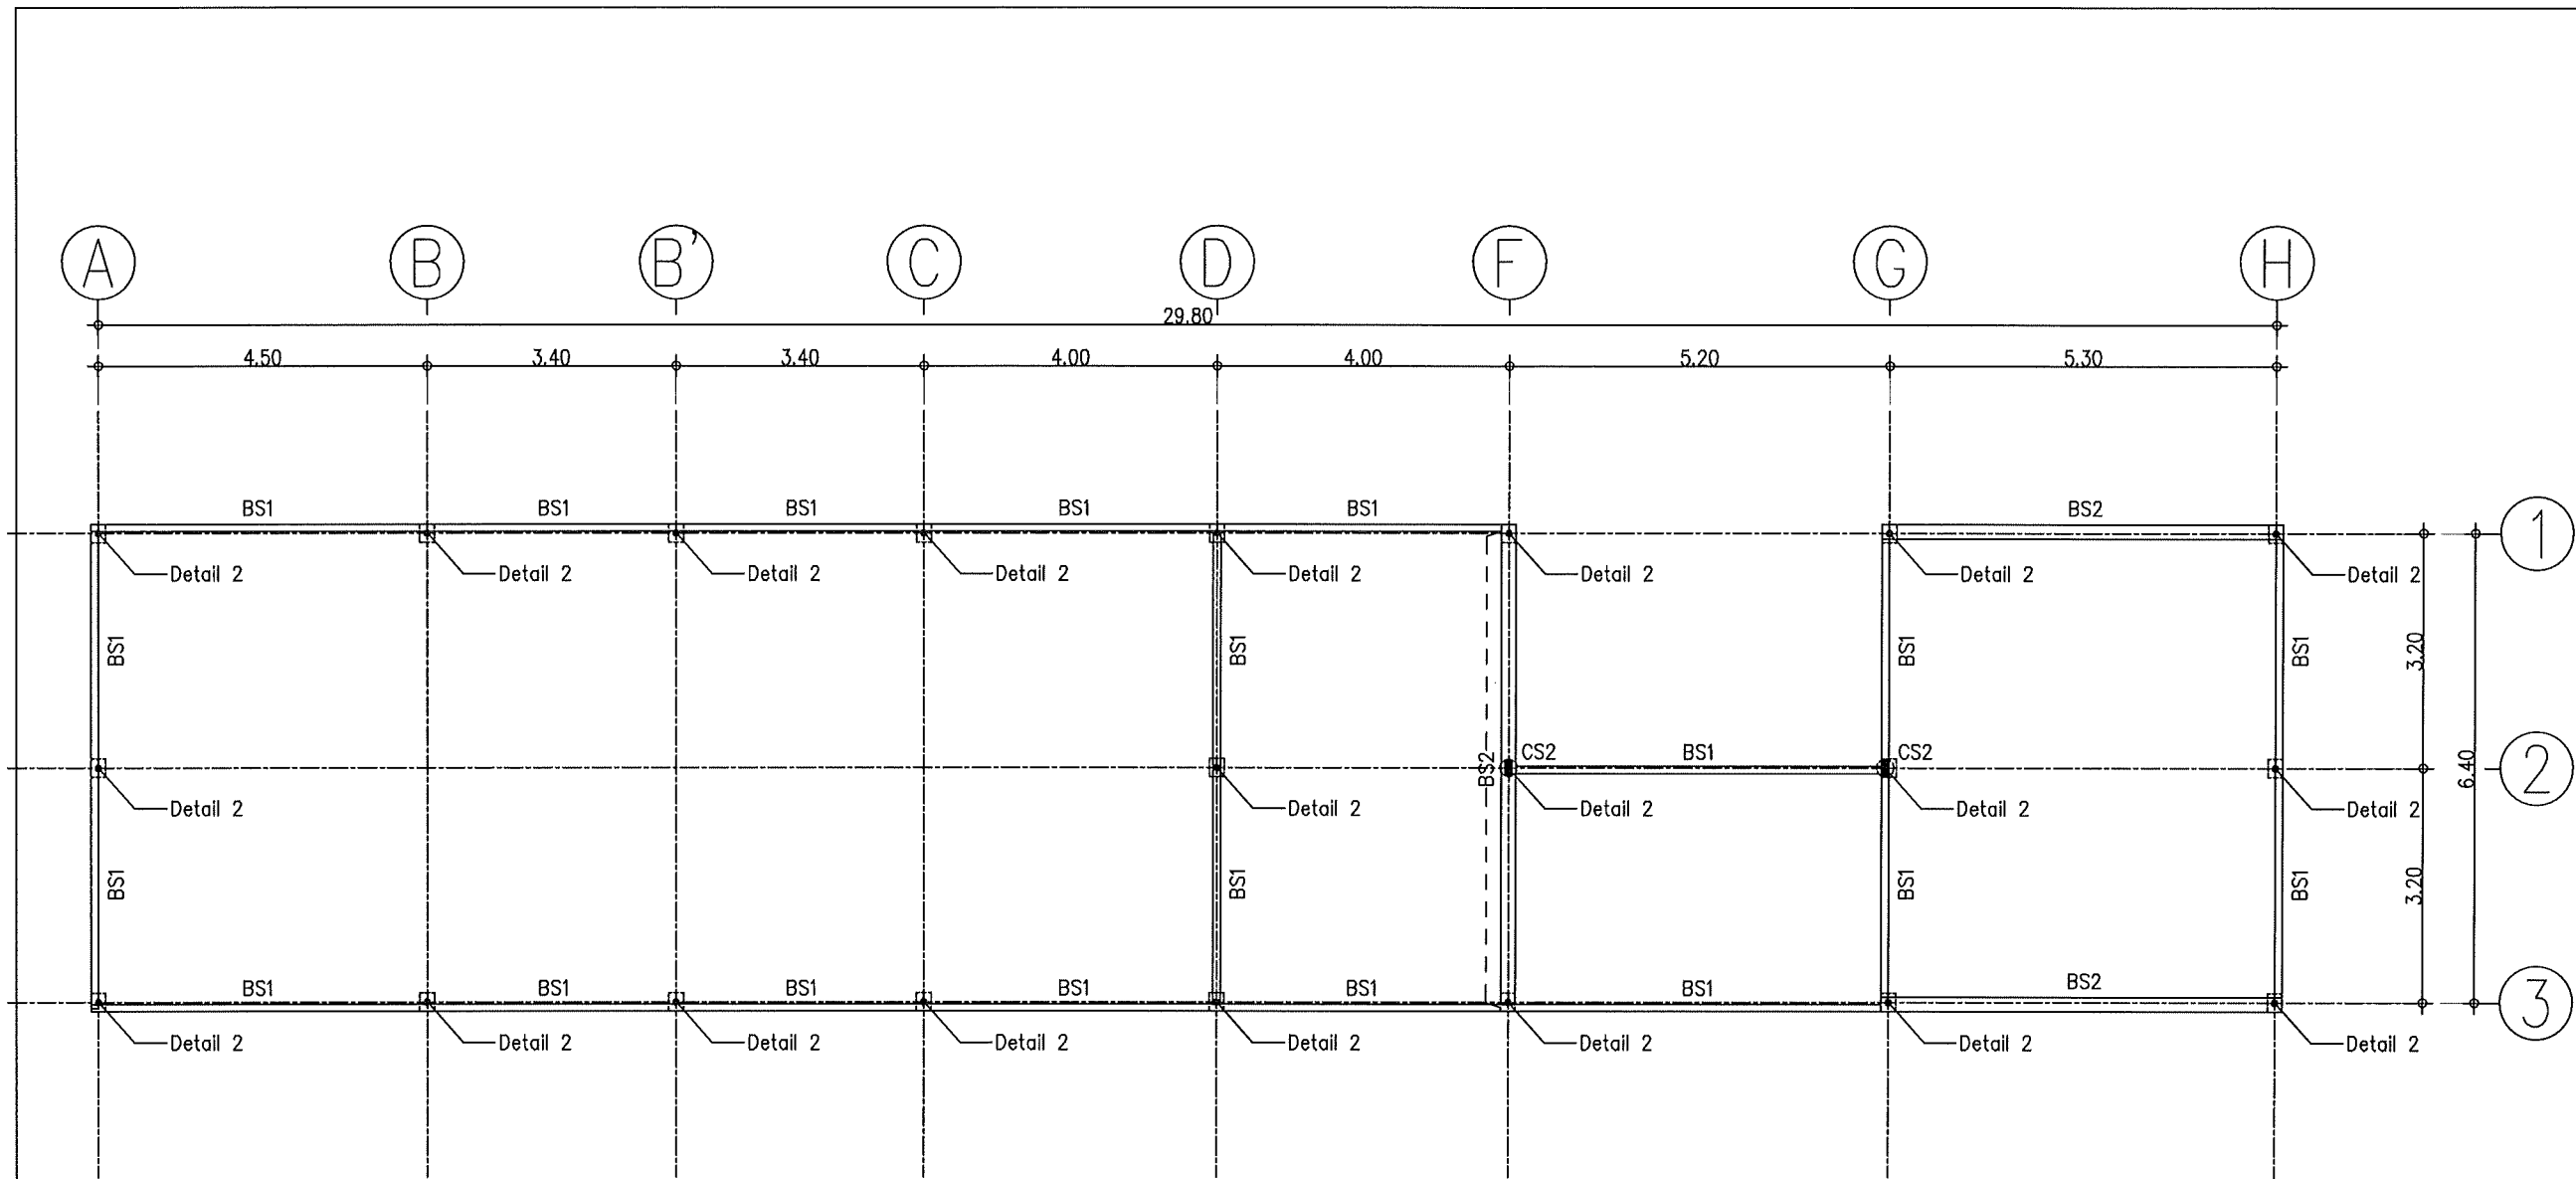 A B B' C D F G H
29.80
4.50 3.40 3.40 4.00 4.00 5.20 5.30
BS1 BS1 BS1 BS1 BS1 BS2
1
Detail 2 Detail 2 Detail 2 Detail 2 Detail 2 Detail 2 Detail 2 Detail 2
BS1 BS1 BS1 BS1 3.20
BS2 CS2 BS1 CS2 6.40 2
Detail 2 Detail 2 Detail 2 Detail 2 Detail 2
BS1 BS1 BS1 BS1 3.20
BS1 BS1 BS1 BS1 BS1 BS1 BS2
3
Detail 2 Detail 2 Detail 2 Detail 2 Detail 2 Detail 2 Detail 2 Detail 2